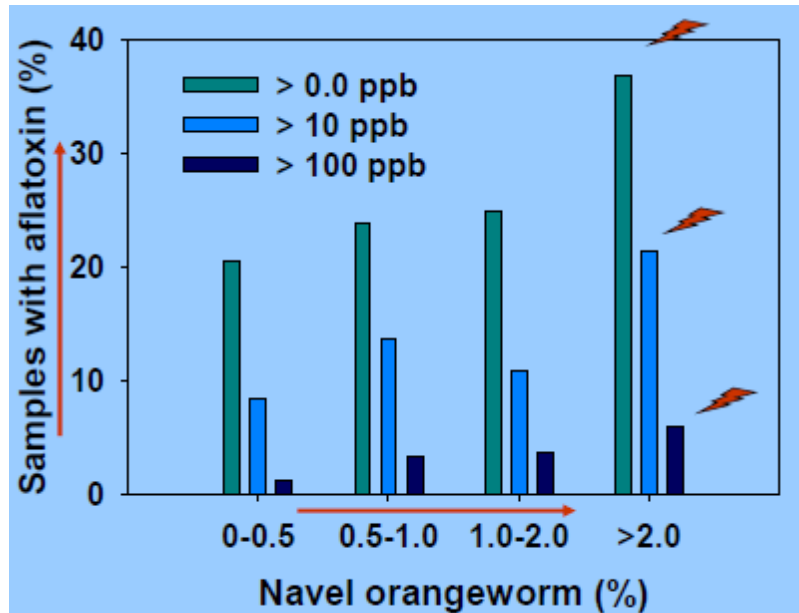 Samples with aflatoxin (%)
40
30
20
10
0
> 0.0 ppb
> 10 ppb
> 100 ppb
0-0.5 0.5-1.0 1.0-2.0 >2.0
Navel orangeworm (%)